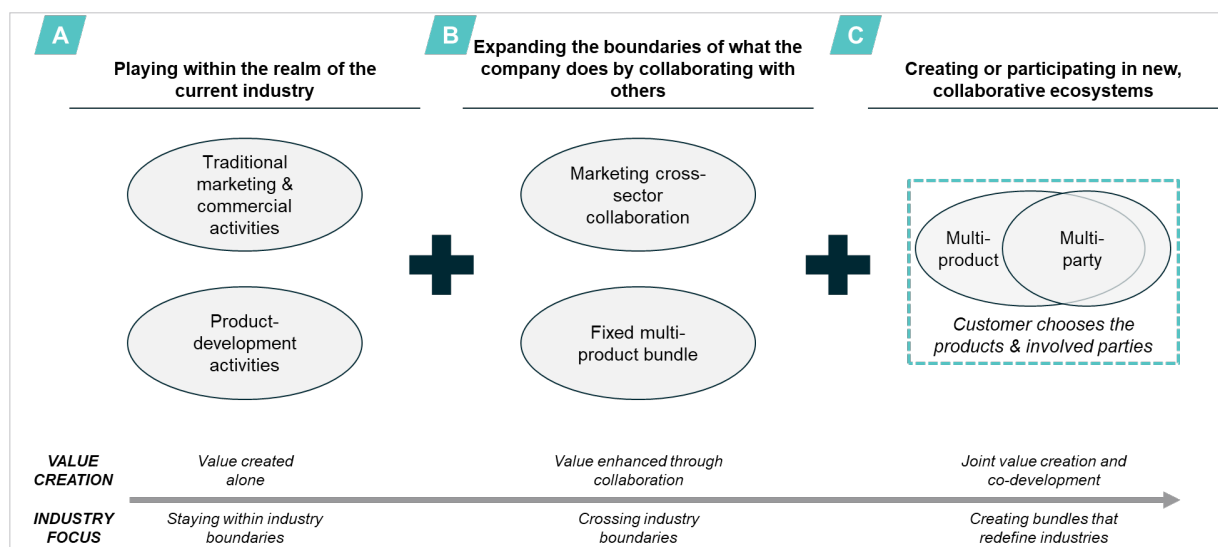 A
Playing within the realm of the
current industry
B
Expanding the boundaries of what the
company does by collaborating with
others
C
Creating or participating in new,
collaborative ecosystems
Traditional
marketing &
commercial
activities
Product-
development
activities
Marketing cross-
sector
collaboration
Fixed multi-
product bundle
Multi-
product
Multi-
party
Customer chooses the
products & involved parties
VALUE
CREATION
Value created
alone
Value enhanced through
collaboration
Joint value creation and
co-development
INDUSTRY
FOCUS
Staying within industry
boundaries
Crossing industry
boundaries
Creating bundles that
redefine industries